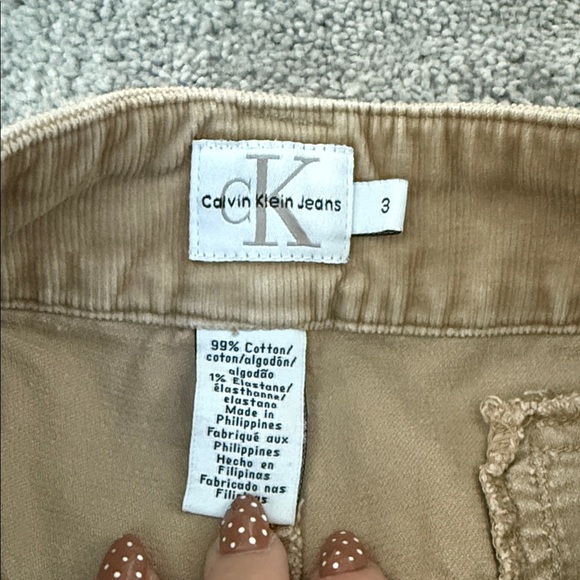 cK
Calvin Klein Jeans
3
99% Cotton/
coton/algodón/
algodão
1% Elastane/
élasthanne/
elastano
Made in
Philippines
Fabriqué aux
Philippines
Hecho en
Filipinas
Fabricado nas
Filipinas